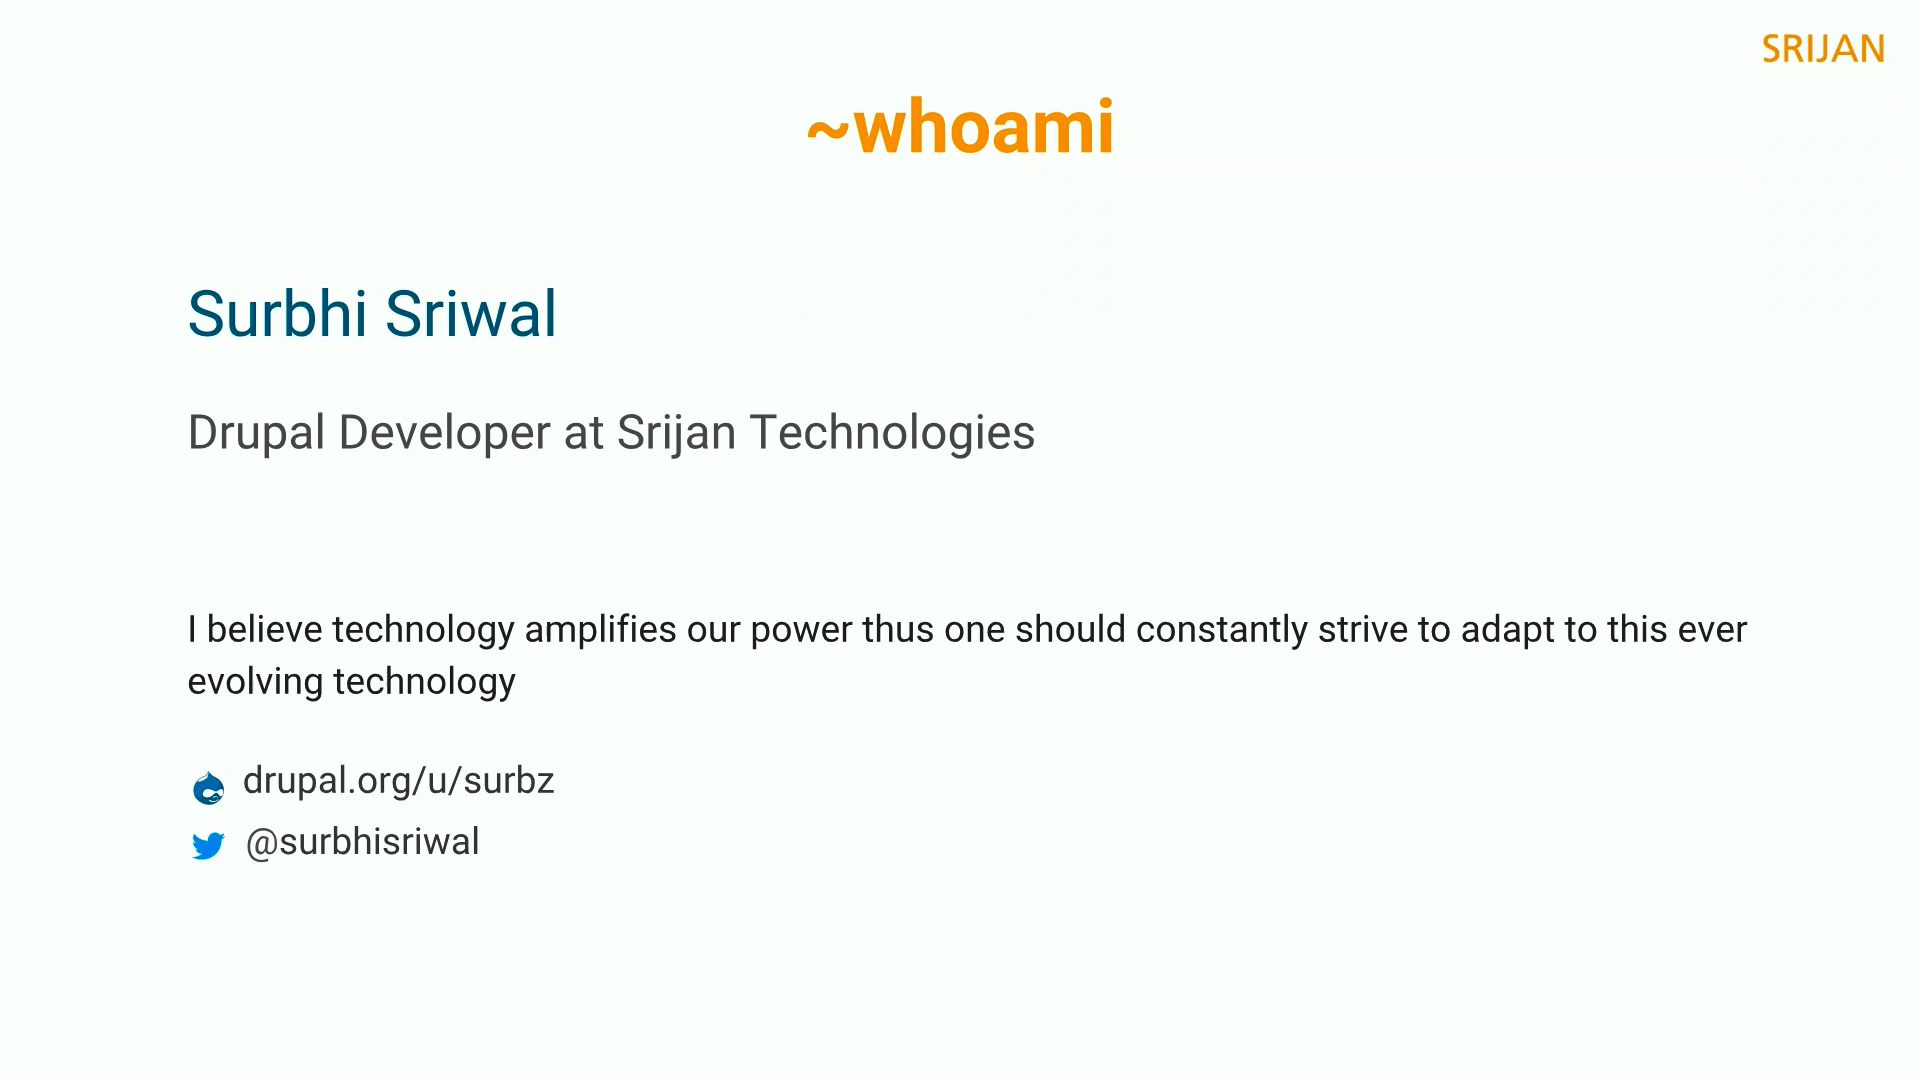 SRIJAN
~whoami
Surbhi Sriwal
Drupal Developer at Srijan Technologies
I believe technology amplifies our power thus one should constantly strive to adapt to this ever
evolving technology
drupal.org/u/surbz
@surbhisriwal